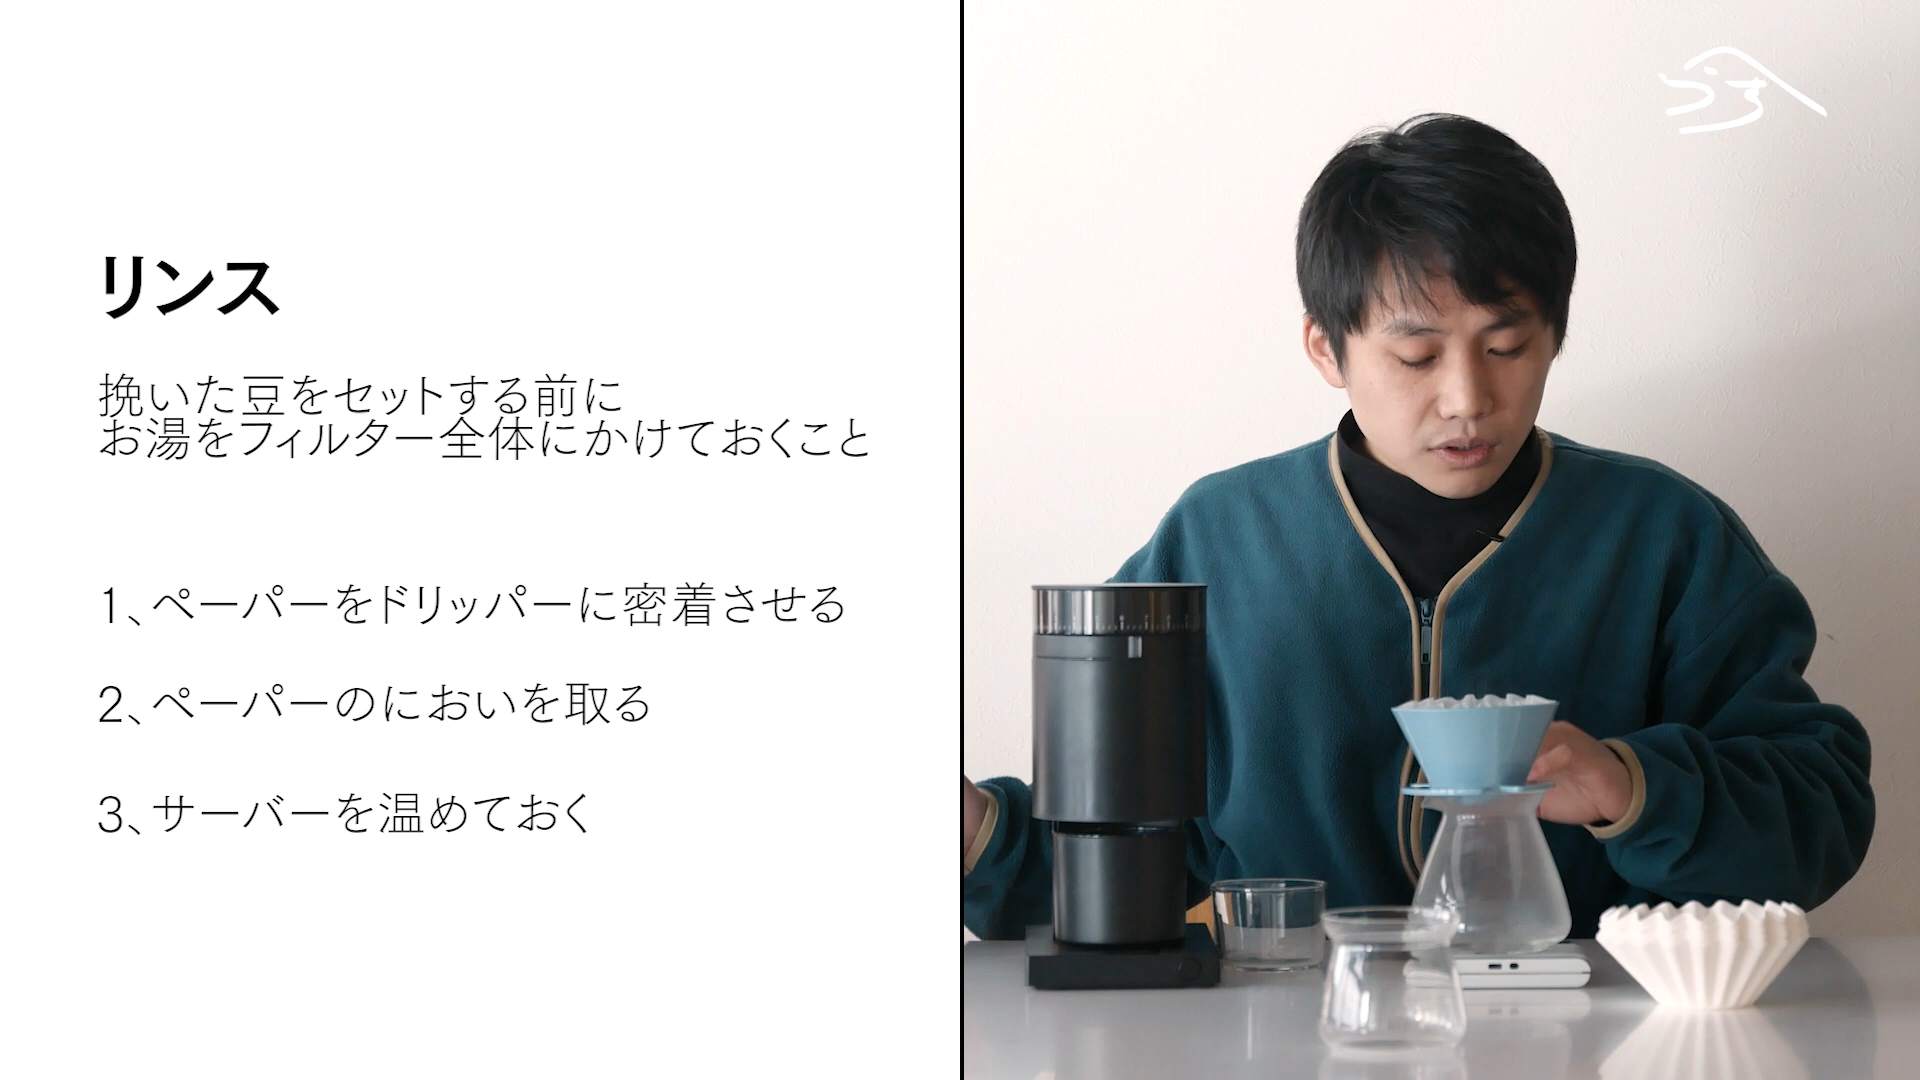 リンス
挽いた豆をセットする前に
お湯をフィルター全体にかけておくこと
1、ペーパーをドリッパーに密着させる
2、ペーパーのにおいを取る
3、サーバーを温めておく